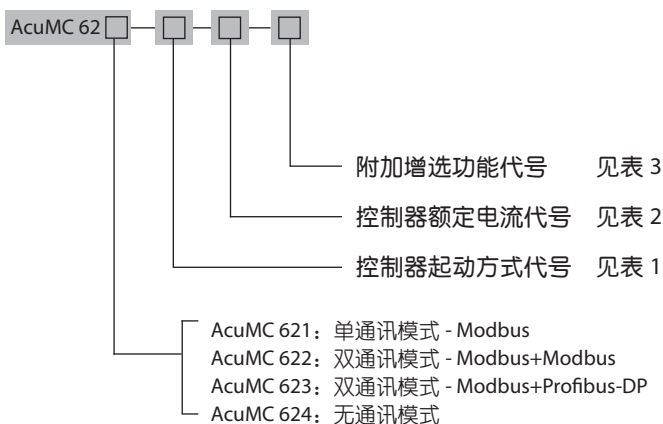 AcuMC 62
附加增选功能代号 见表 3
控制器额定电流代号 见表 2
控制器起动方式代号 见表 1
AcuMC 621：单通讯模式 - Modbus
AcuMC 622：双通讯模式 - Modbus+Modbus
AcuMC 623：双通讯模式 - Modbus+Profibus-DP
AcuMC 624：无通讯模式